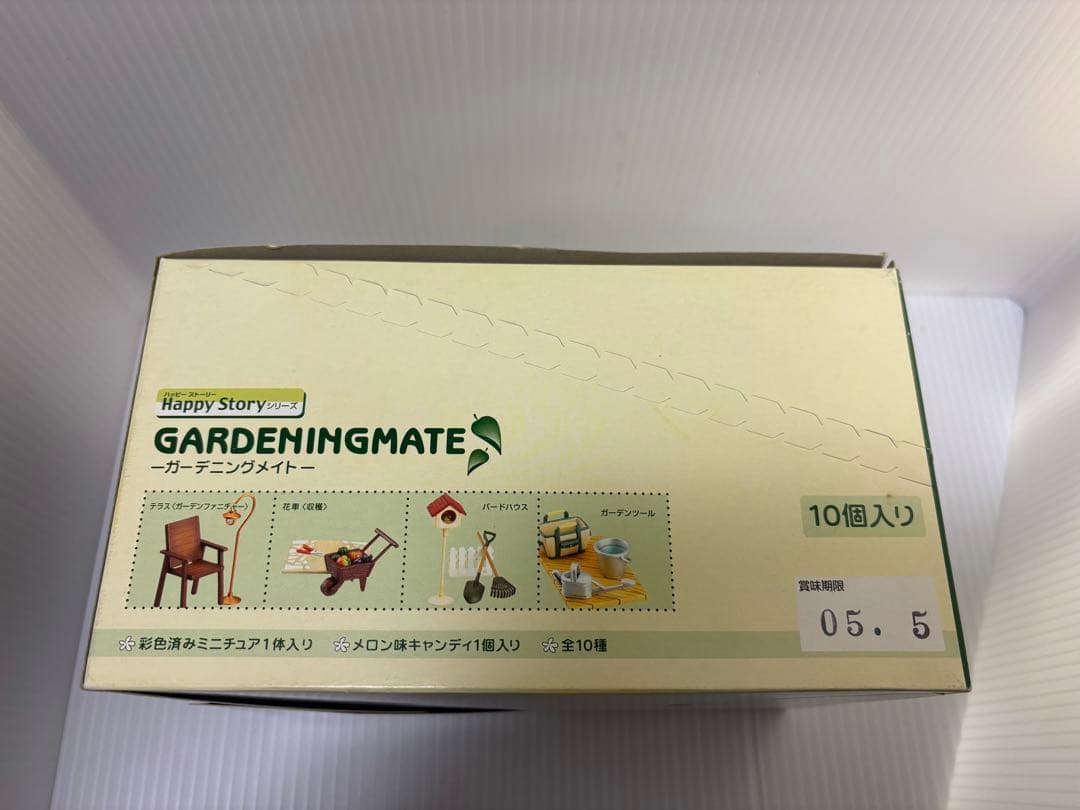 ハッピー ストーリー
Happy Storyシリーズ
GARDENINGMATE
ーガーデニングメイトー
テラス〈ガーデンファニチャー〉
花車〈収穫〉
バードハウス
ガーデンツール
10個入り
賞味期限
05. 5
彩色済みミニチュア1体入り
メロン味キャンディ1個入り
全10種